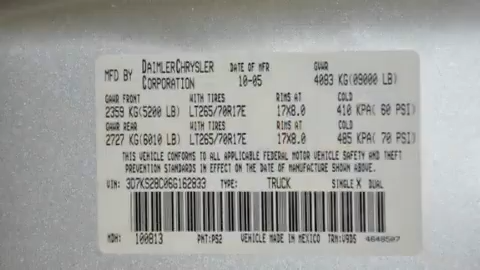 MFD BY DAIMLERCHRYSLER CORPORATION DATE OF MFR 10-05 GVWR 4083 KG(09000 LB)
GAWR FRONT WITH TIRES RIMS AT COLD
2359 KG(5200 LB) LT265/70R17E 17X8.0 410 KPA( 60 PSI)
GAWR REAR WITH TIRES RIMS AT COLD
2727 KG(6010 LB) LT265/70R17E 17X8.0 485 KPA( 70 PSI)
THIS VEHICLE CONFORMS TO ALL APPLICABLE FEDERAL MOTOR VEHICLE SAFETY AND THEFT
PREVENTION STANDARDS IN EFFECT ON THE DATE OF MANUFACTURE SHOWN ABOVE.
VIN: 3D7KS28C06G162833 TYPE: TRUCK SINGLE X DUAL
MDH: 100813 PNT:PS2 VEHICLE MADE IN MEXICO TRN:V9DS 4648507